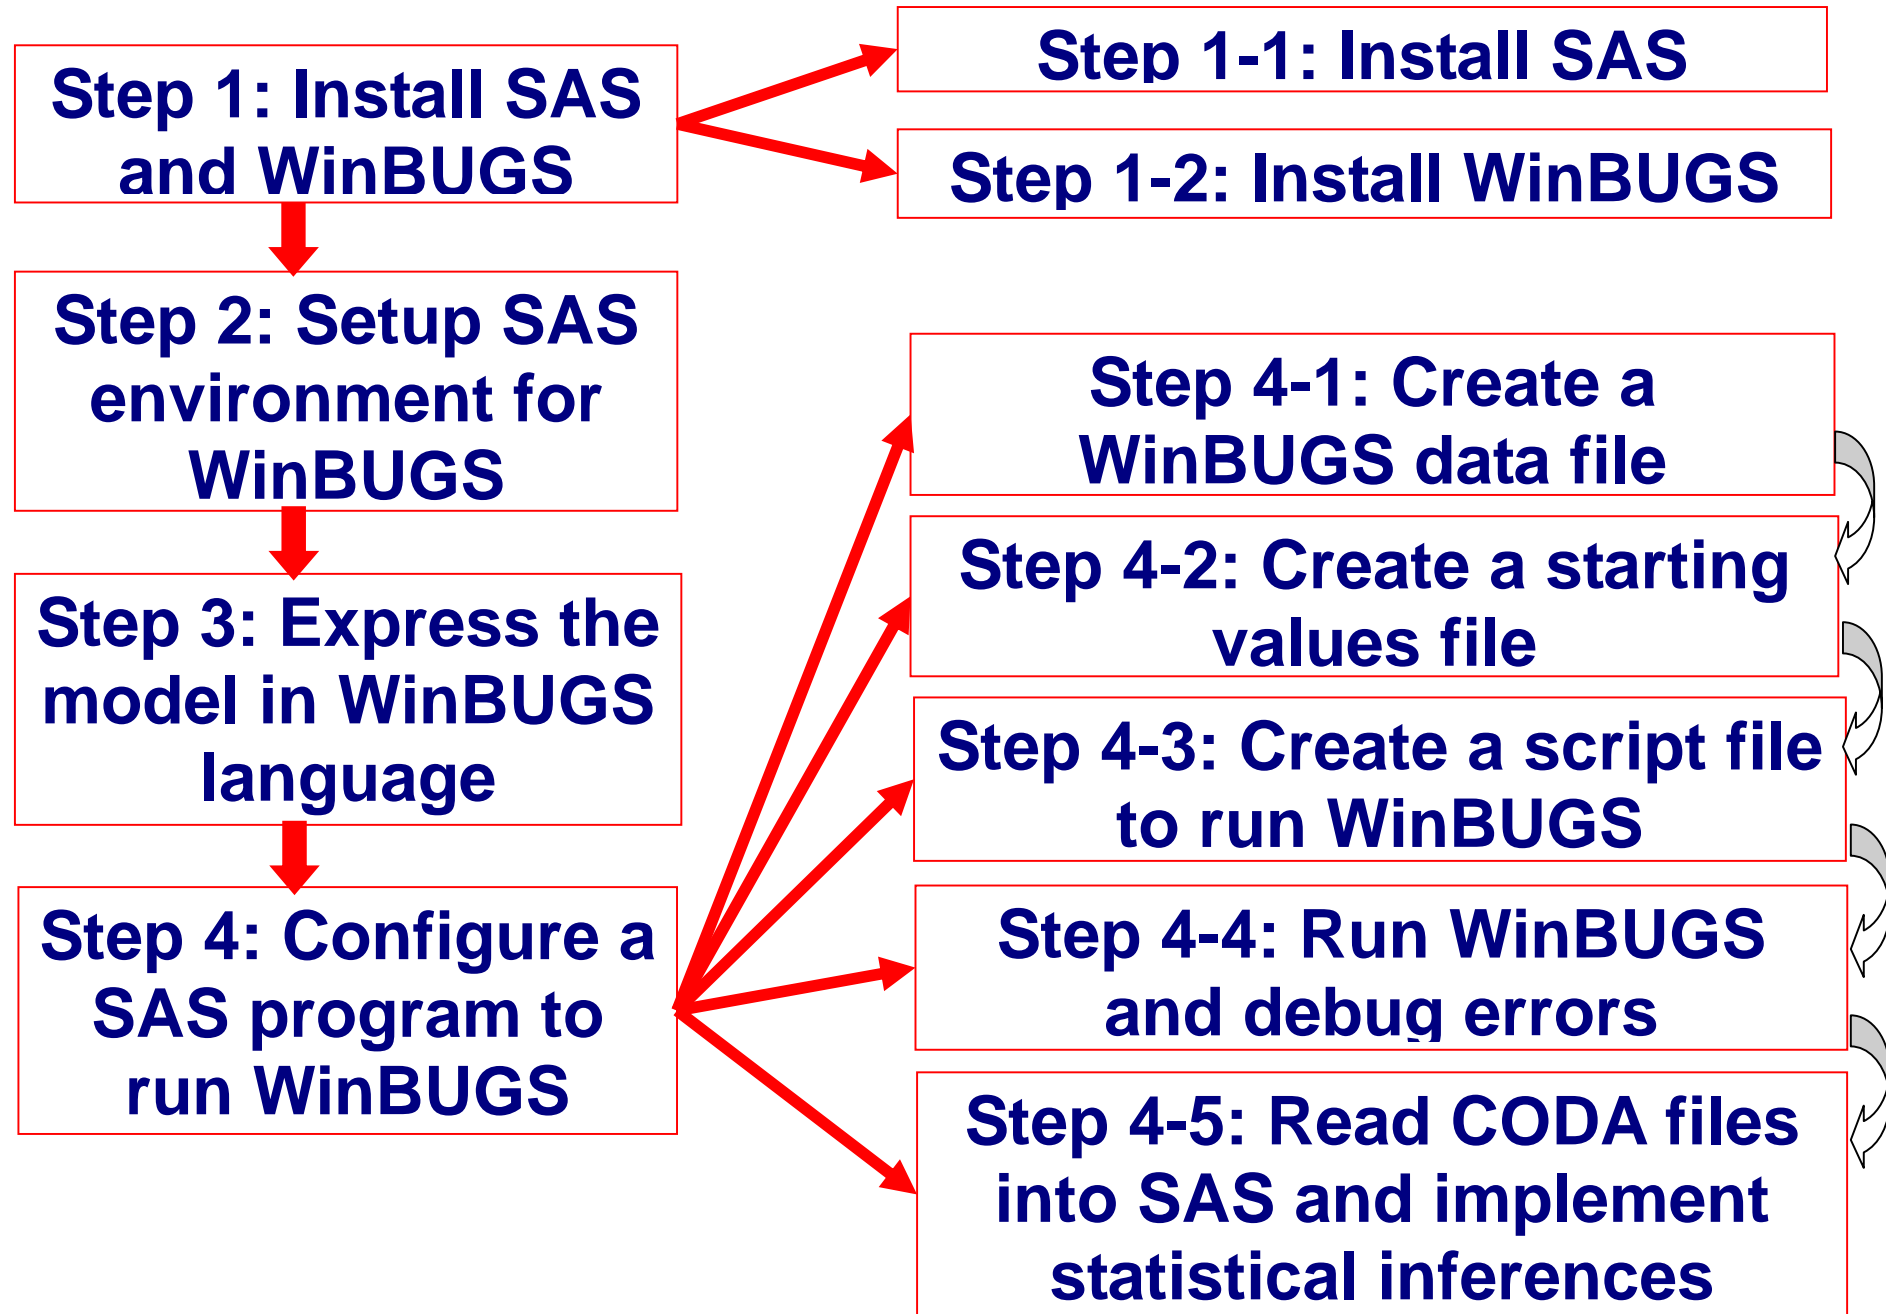 Step 1: Install SAS
and WinBUGS
Step 1-1: Install SAS
Step 1-2: Install WinBUGS
Step 2: Setup SAS
environment for
WinBUGS
Step 3: Express the
model in WinBUGS
language
Step 4: Configure a
SAS program to
run WinBUGS
Step 4-1: Create a
WinBUGS data file
Step 4-2: Create a starting
values file
Step 4-3: Create a script file
to run WinBUGS
Step 4-4: Run WinBUGS
and debug errors
Step 4-5: Read CODA files
into SAS and implement
statistical inferences